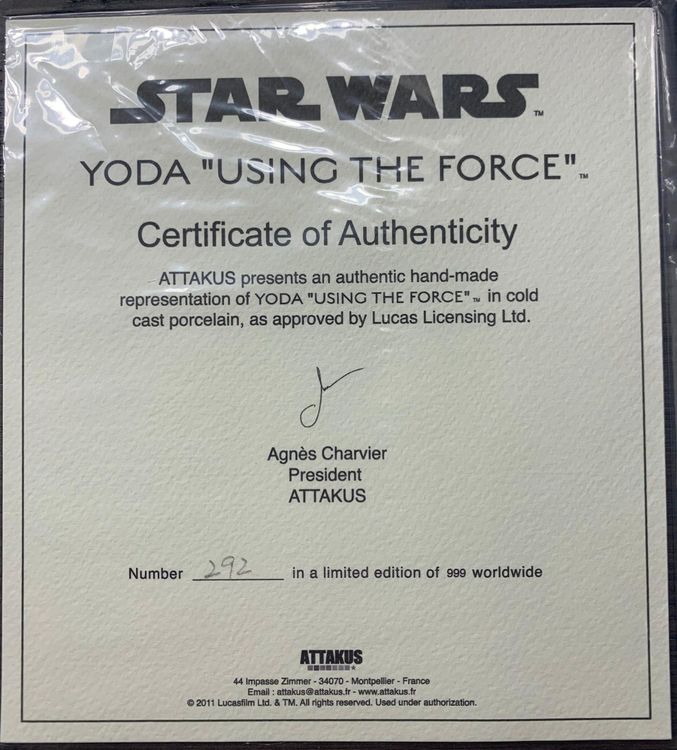 STAR WARS™
YODA "USING THE FORCE"™
Certificate of Authenticity
ATTAKUS presents an authentic hand-made
representation of YODA "USING THE FORCE"™ in cold
cast porcelain, as approved by Lucas Licensing Ltd.
Agnès Charvier
President
ATTAKUS
Number 292 in a limited edition of 999 worldwide
ATTAKUS
44 Impasse Zimmer - 34070 - Montpellier - France
Email : attakus@attakus.fr - www.attakus.fr
© 2011 Lucasfilm Ltd. & TM. All rights reserved. Used under authorization.